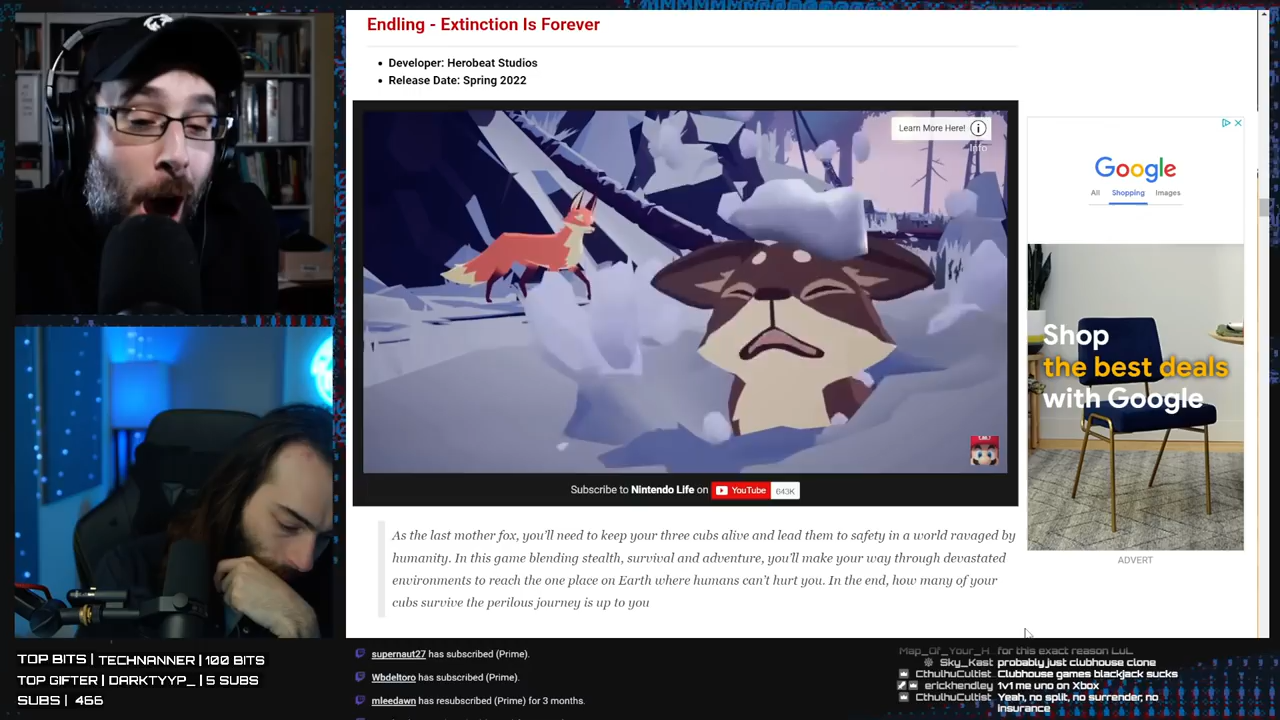 Endling - Extinction Is Forever
Developer: Herobeat Studios
Release Date: Spring 2022
Learn More Here!
Info
Subscribe to Nintendo Life on YouTube 643K
As the last mother fox, you'll need to keep your three cubs alive and lead them to safety in a world ravaged by
humanity. In this game blending stealth, survival and adventure, you'll make your way through devastated
environments to reach the one place on Earth where humans can't hurt you. In the end, how many of your
cubs survive the perilous journey is up to you
Google
All Shopping Images
Shop
the best deals
with Google
ADVERT
TOP BITS | TECHNANNER | 100 BITS
TOP GIFTER | DARKTYYP_ | 5 SUBS
SUBS | 466
supernaut27 has subscribed (Prime).
Wbdeltoro has subscribed (Prime).
mleedawn has resubscribed (Prime) for 3 months.
Map_Of_Your_H for this exact reason LuL
Sky_Kast probably just clubhouse clone
CthulhuCultist Clubhouse games blackjack sucks
erickhendley 1v1 me uno on Xbox
CthulhuCultist Yeah, no split, no surrender, no
insurance